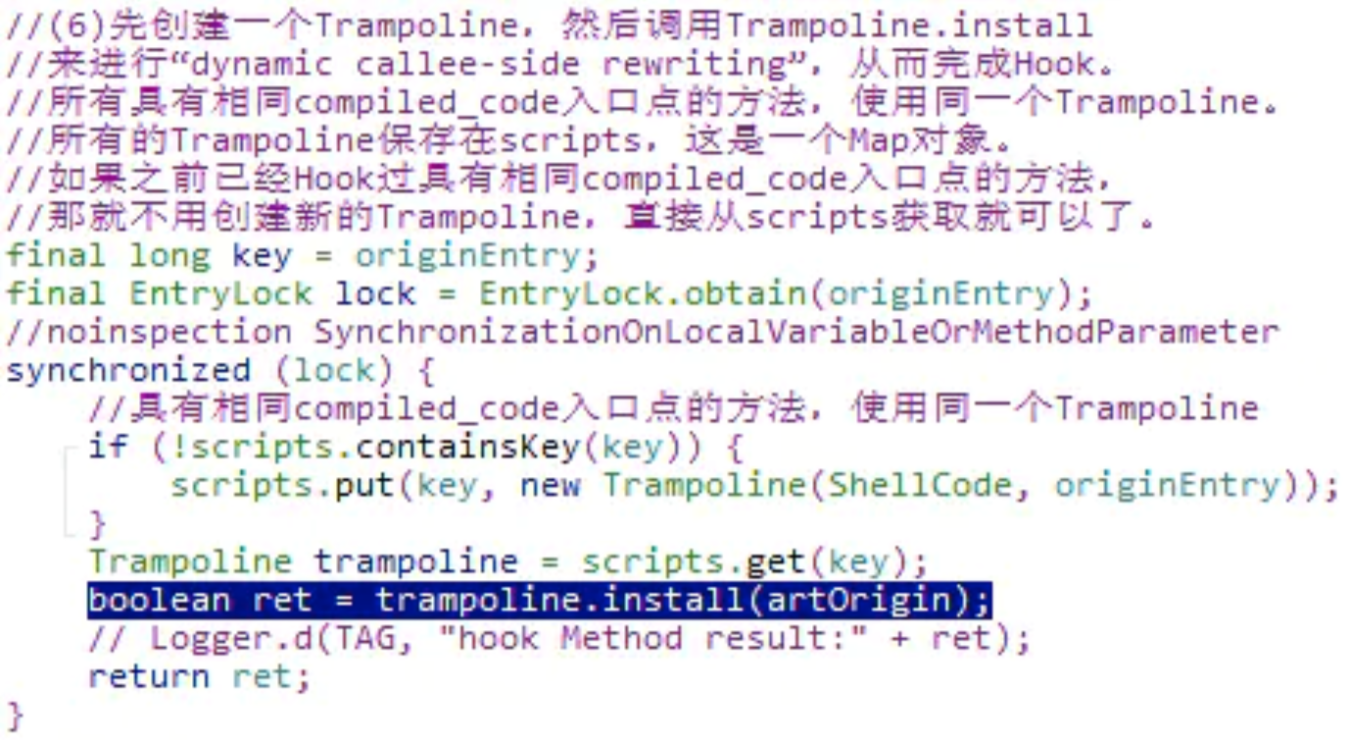 //(6)先创建一个Trampoline，然后调用Trampoline.install
//来进行“dynamic callee-side rewriting”，从而完成Hook。
//所有具有相同compiled_code入口点的方法，使用同一个Trampoline。
//所有的Trampoline保存在scripts，这是一个Map对象。
//如果之前已经Hook过具有相同compiled_code入口点的方法，
//那就不用创建新的Trampoline，直接从scripts获取就可以了。
final long key = originEntry;
final EntryLock lock = EntryLock.obtain(originEntry);
//noinspection SynchronizationOnLocalVariableOrMethodParameter
synchronized (lock) {
    //具有相同compiled_code入口点的方法，使用同一个Trampoline
    if (!scripts.containsKey(key)) {
        scripts.put(key, new Trampoline(ShellCode, originEntry));
    }
    Trampoline trampoline = scripts.get(key);
    boolean ret = trampoline.install(artOrigin);
    // Logger.d(TAG, "hook Method result:" + ret);
    return ret;
}